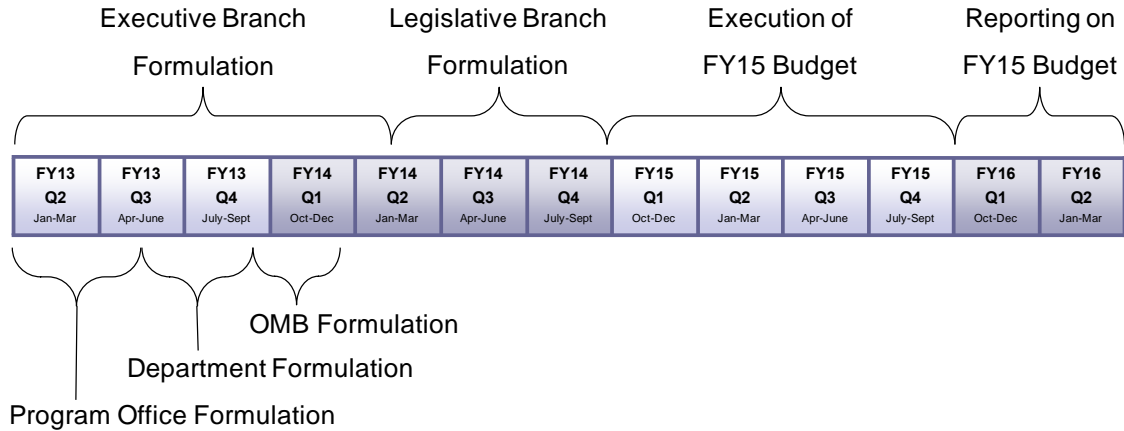 Executive Branch
Formulation
Legislative Branch
Formulation
Execution of
FY15 Budget
Reporting on
FY15 Budget
FY13
Q2
Jan-Mar
FY13
Q3
Apr-June
FY13
Q4
July-Sept
FY14
Q1
Oct-Dec
FY14
Q2
Jan-Mar
FY14
Q3
Apr-June
FY14
Q4
July-Sept
FY15
Q1
Oct-Dec
FY15
Q2
Jan-Mar
FY15
Q3
Apr-June
FY15
Q4
July-Sept
FY16
Q1
Oct-Dec
FY16
Q2
Jan-Mar
OMB Formulation
Department Formulation
Program Office Formulation